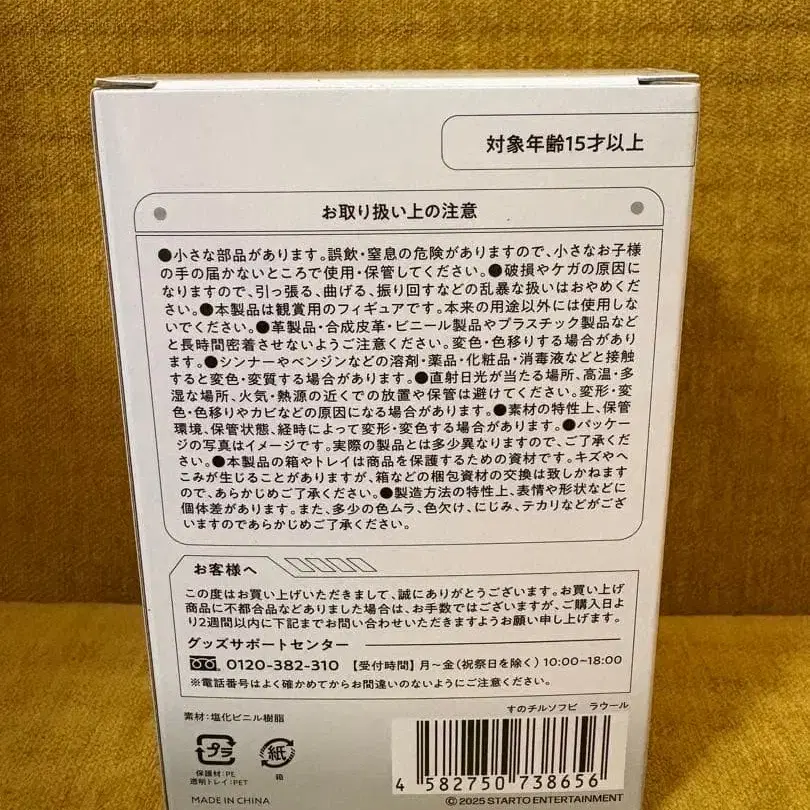 対象年齢15才以上
お取り扱い上の注意
●小さな部品があります。誤飲・窒息の危険がありますので、小さなお子様
の手の届かないところで使用・保管してください。●破損やケガの原因に
なりますので、引っ張る、曲げる、振り回すなどの乱暴な扱いはおやめくだ
さい。●本製品は観賞用のフィギュアです。本来の用途以外には使用しな
いでください。●革製品・合成皮革・ビニール製品やプラスチック製品など
と長時間密着させないようご注意ください。変色・色移りする場合があり
ます。●シンナーやベンジンなどの溶剤・薬品・化粧品・消毒液などと接触
すると変色・変質する場合があります。●直射日光が当たる場所、高温・多
湿な場所、火気・熱源の近くでの放置や保管は避けてください。変形・変
色・色移りやカビなどの原因になる場合があります。●素材の特性上、保管
環境、保管状態、経時によって変形・変色する場合があります。●パッケー
ジの写真はイメージです。実際の製品とは多少異なりますので、ご了承くだ
さい。●本製品の箱やトレイは商品を保護するための資材です。キズやへ
こみが生じることがありますが、箱などの梱包資材の交換は致しかねます
ので、あらかじめご了承ください。●製造方法の特性上、表情や形状などに
個体差があります。また、多少の色ムラ、色欠け、にじみ、テカリなどがござ
いますのであらかじめご了承ください。
お客様へ
この度はお買い上げいただきまして、誠にありがとうございます。お買い上げ
商品に不都合品などありました場合は、お手数ではございますが、ご購入日よ
り2週間以内に下記までお問い合わせいただきますようお願い申し上げます。
グッズサポートセンター
0120-382-310 【受付時間】月～金(祝祭日を除く)10:00~18:00
※電話番号はよく確かめてからお間違いのないようにご注意ください。
すのチルソフビ ラウール
素材:塩化ビニル樹脂
プラ
紙
保護材:PE
透明トレイ:PET
箱
4 582750 738656
MADE IN CHINA
© 2025 STARTO ENTERTAINMENT